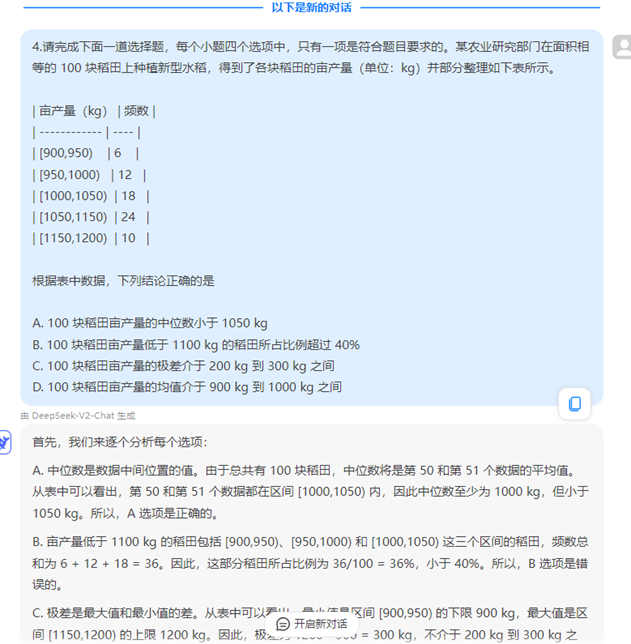 以下是新的对话
4.请完成下面一道选择题，每个小题四个选项中，只有一项是符合题目要求的。某农业研究部门在面积相
等的 100 块稻田上种植新型水稻，得到了各块稻田的亩产量（单位：kg）并部分整理如下表所示。
| 亩产量（kg） | 频数 |
| ------------ | ---- |
| [900,950) | 6 |
| [950,1000) | 12 |
| [1000,1050) | 18 |
| [1050,1150) | 24 |
| [1150,1200) | 10 |
根据表中数据，下列结论正确的是
A. 100 块稻田亩产量的中位数小于 1050 kg
B. 100 块稻田亩产量低于 1100 kg 的稻田所占比例超过 40%
C. 100 块稻田亩产量的极差介于 200 kg 到 300 kg 之间
D. 100 块稻田亩产量的均值介于 900 kg 到 1000 kg 之间
由 DeepSeek-V2-Chat 生成
首先，我们来逐个分析每个选项：
A. 中位数是数据中间位置的值。由于总共有 100 块稻田，中位数将是第 50 和第 51 个数据的平均值。
从表中可以看出，第 50 和第 51 个数据都在区间 [1000,1050) 内，因此中位数至少为 1000 kg，但小于
1050 kg。所以，A 选项是正确的。
B. 亩产量低于 1100 kg 的稻田包括 [900,950)、[950,1000) 和 [1000,1050) 这三个区间的稻田，频数总
和为 6 + 12 + 18 = 36。因此，这部分稻田所占比例为 36/100 = 36%，小于 40%。所以，B 选项是错
误的。
C. 极差是最大值和最小值的差。从表中可以看出，最小值是区间 [900,950) 的下限 900 kg，最大值是区
开启新对话
间 [1150,1200) 的上限 1200 kg。因此，极差为 1200 - 900 = 300 kg，不介于 200 kg 到 300 kg 之